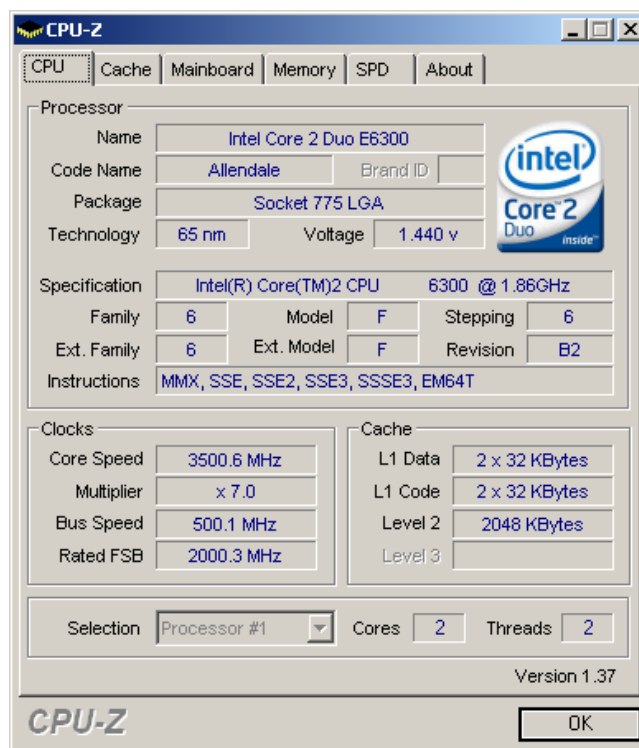 CPU-Z
CPU Cache Mainboard Memory SPD About
Processor
Name Intel Core 2 Duo E6300
Code Name Allendale Brand ID
Package Socket 775 LGA
Technology 65 nm Voltage 1.440 v
intel
Core™2
Duo inside™
Specification Intel(R) Core(TM)2 CPU 6300 @ 1.86GHz
Family 6 Model F Stepping 6
Ext. Family 6 Ext. Model F Revision B2
Instructions MMX, SSE, SSE2, SSE3, SSSE3, EM64T
Clocks
Core Speed 3500.6 MHz
Multiplier x 7.0
Bus Speed 500.1 MHz
Rated FSB 2000.3 MHz
Cache
L1 Data 2 x 32 KBytes
L1 Code 2 x 32 KBytes
Level 2 2048 KBytes
Level 3
Selection Processor #1 Cores 2 Threads 2
Version 1.37
CPU-Z OK